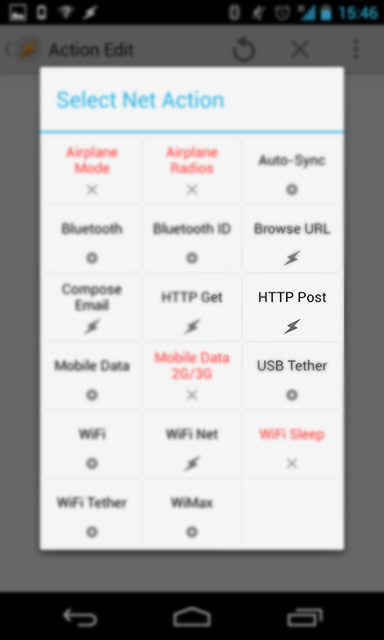 15:46
Action Edit
Select Net Action
Airplane
Mode
Airplane
Radios
Auto-Sync
Bluetooth
Bluetooth ID
Browse URL
Compose
Email
HTTP Get
HTTP Post
Mobile Data
Mobile Data
2G/3G
USB Tether
WiFi
WiFi Net
WiFi Sleep
WiFi Tether
WiMax